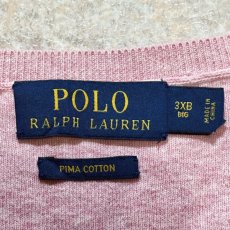 POLO
RALPH LAUREN
3XB
BIG
MADE IN
CHINA
PIMA COTTON